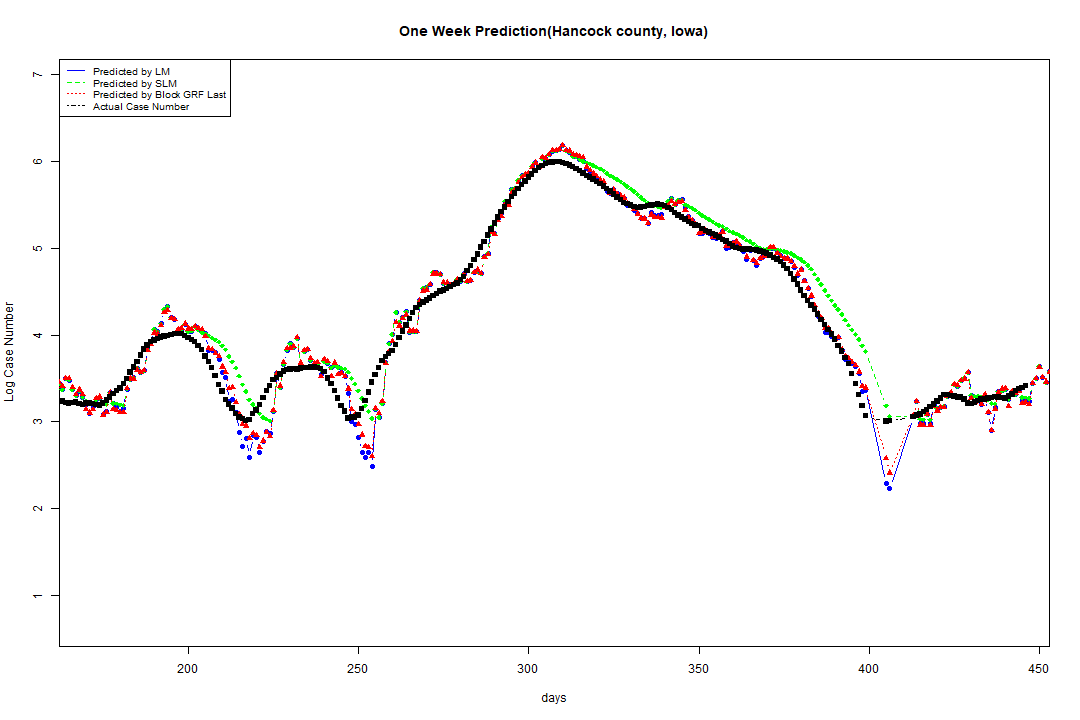 One Week Prediction(Hancock county, Iowa)
Predicted by LM
Predicted by SLM
Predicted by Block GRF Last
Actual Case Number
7
6
5
4
3
2
1
Log Case Number
200 250 300 350 400 450
days